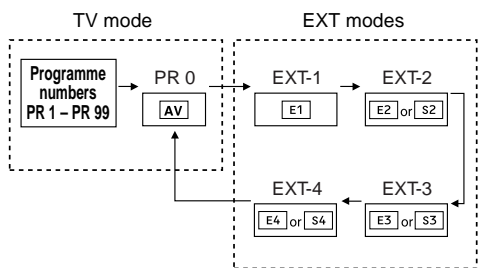 TV mode
EXT modes
Programme
numbers
PR 1 – PR 99
PR 0
AV
EXT-1
E1
EXT-2
E2 or S2
EXT-3
E3 or S3
EXT-4
E4 or S4